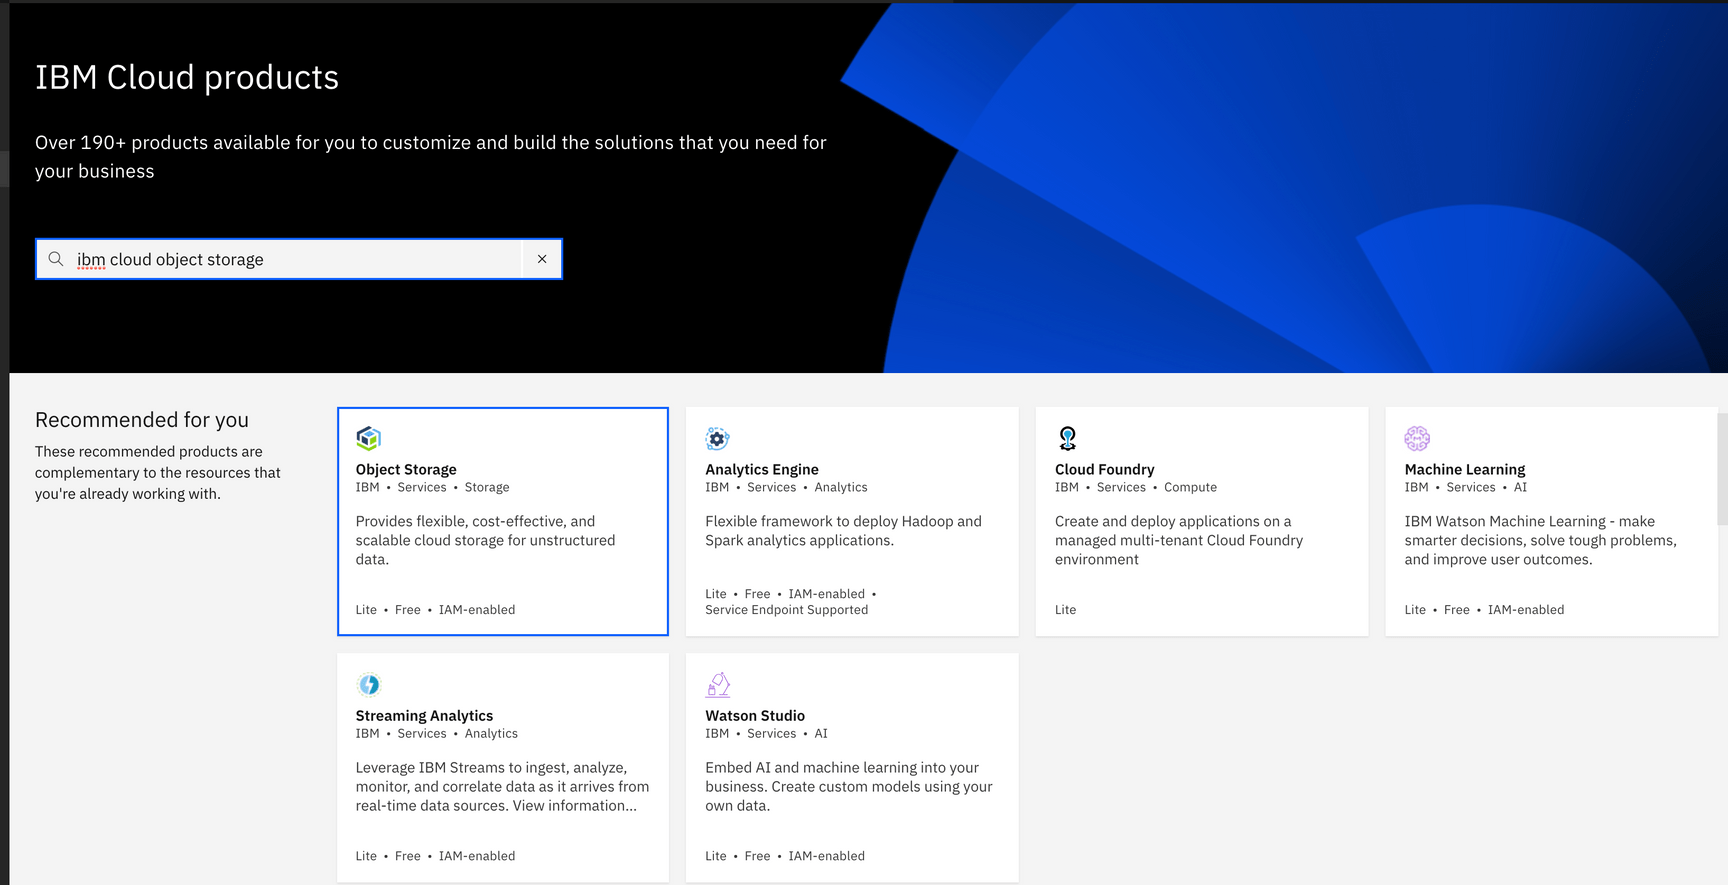 IBM Cloud products
Over 190+ products available for you to customize and build the solutions that you need for
your business
ibm cloud object storage
Recommended for you
These recommended products are
complementary to the resources that
you're already working with.
Object Storage
IBM • Services • Storage
Provides flexible, cost-effective, and
scalable cloud storage for unstructured
data.
Lite • Free • IAM-enabled
Analytics Engine
IBM • Services • Analytics
Flexible framework to deploy Hadoop and
Spark analytics applications.
Lite • Free • IAM-enabled •
Service Endpoint Supported
Cloud Foundry
IBM • Services • Compute
Create and deploy applications on a
managed multi-tenant Cloud Foundry
environment
Lite
Machine Learning
IBM • Services • AI
IBM Watson Machine Learning - make
smarter decisions, solve tough problems,
and improve user outcomes.
Lite • Free • IAM-enabled
Streaming Analytics
IBM • Services • Analytics
Leverage IBM Streams to ingest, analyze,
monitor, and correlate data as it arrives from
real-time data sources. View information...
Lite • Free • IAM-enabled
Watson Studio
IBM • Services • AI
Embed AI and machine learning into your
business. Create custom models using your
own data.
Lite • Free • IAM-enabled